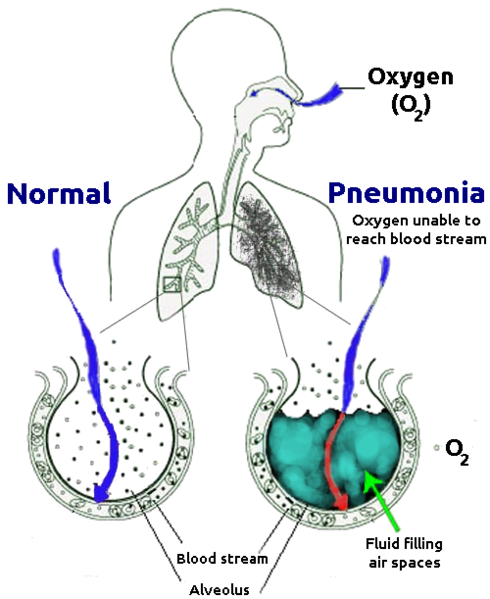 Oxygen
(O2)
Normal
Pneumonia
Oxygen unable to
reach blood stream
O2
Fluid filling
air spaces
Blood stream
Alveolus